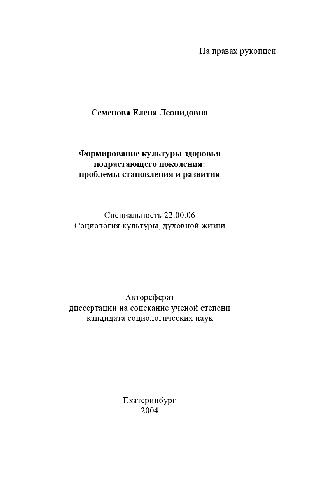 На правах рукописи
Семенова Елена Леонидовна
Формирование культуры здоровья
подрастающего поколения:
проблемы становления и развития
Специальность 22.00.06
Социология культуры, духовной жизни
Автореферат
диссертации на соискание ученой степени
кандидата социологических наук
Екатеринбург
2004